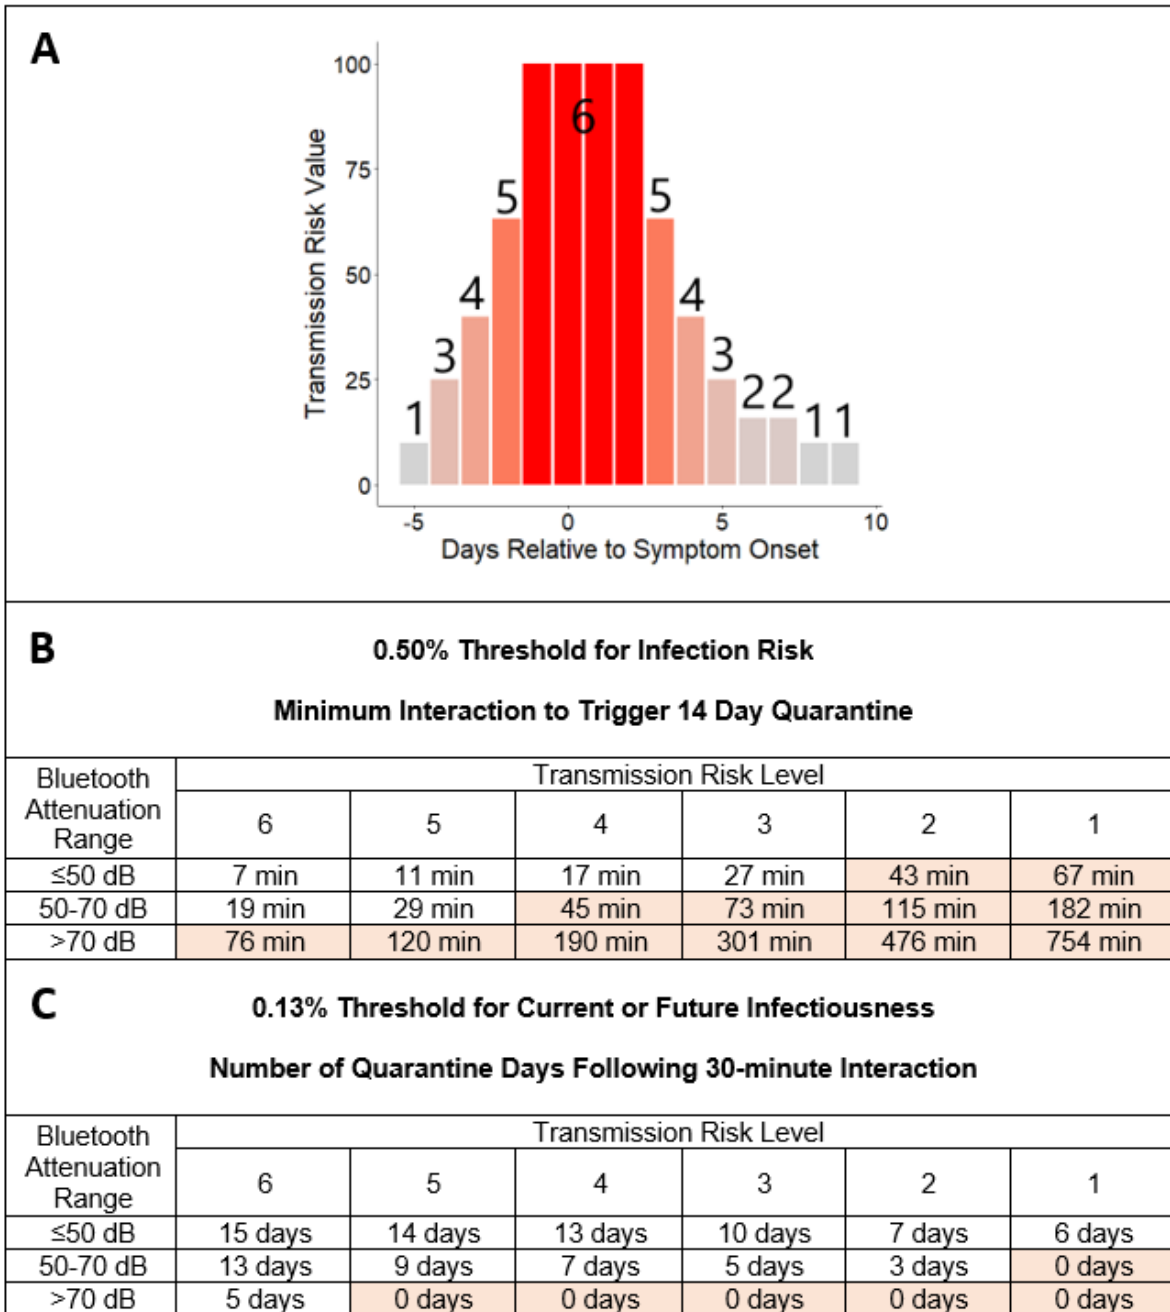 A
Transmission Risk Value
100
75
50
25
0
1
3
4
5
6
5
4
3
2
2
1
1
-5
0
5
10
Days Relative to Symptom Onset
B
0.50% Threshold for Infection Risk
Minimum Interaction to Trigger 14 Day Quarantine
Bluetooth Attenuation Range
Transmission Risk Level
6 5 4 3 2 1
≤50 dB 7 min 11 min 17 min 27 min 43 min 67 min
50-70 dB 19 min 29 min 45 min 73 min 115 min 182 min
>70 dB 76 min 120 min 190 min 301 min 476 min 754 min
C
0.13% Threshold for Current or Future Infectiousness
Number of Quarantine Days Following 30-minute Interaction
Bluetooth Attenuation Range
Transmission Risk Level
6 5 4 3 2 1
≤50 dB 15 days 14 days 13 days 10 days 7 days 6 days
50-70 dB 13 days 9 days 7 days 5 days 3 days 0 days
>70 dB 5 days 0 days 0 days 0 days 0 days 0 days